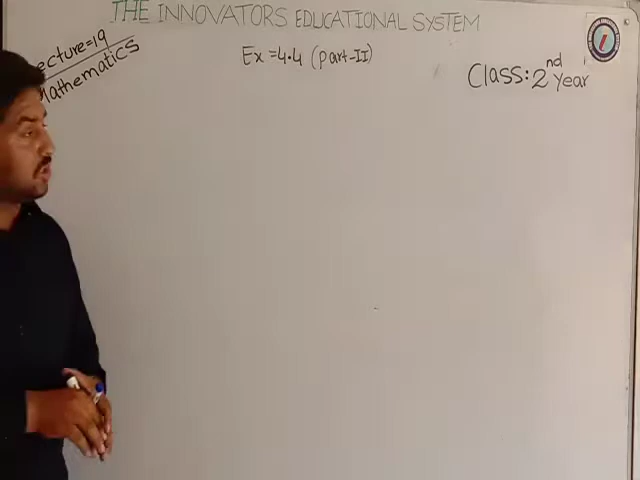 THE INNOVATORS EDUCATIONAL SYSTEM
ecture=19
Mathematics
Ex =4.4 (part-II)
Class: 2nd year